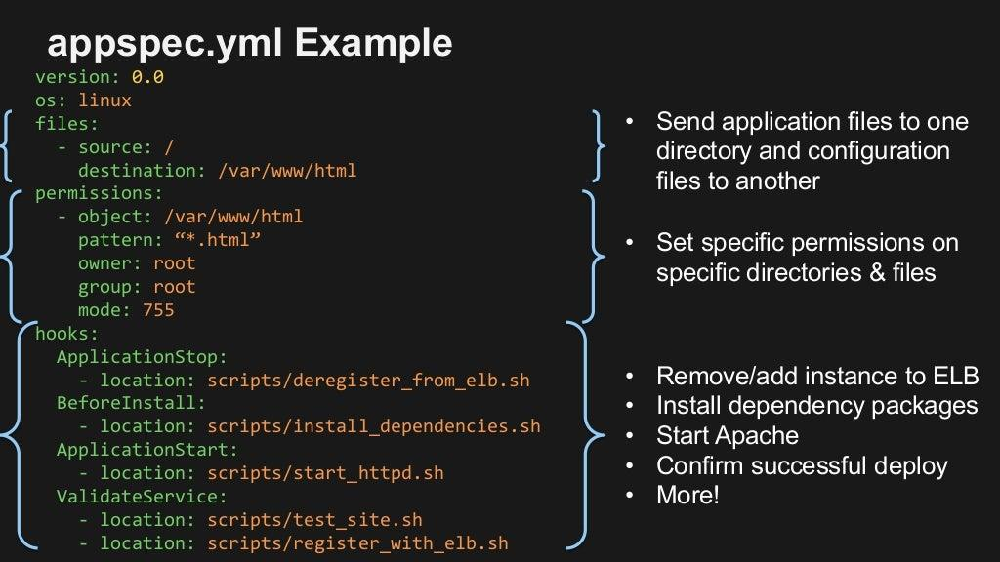 appspec.yml Example
version: 0.0
os: linux
files:
  - source: /
    destination: /var/www/html
permissions:
  - object: /var/www/html
    pattern: “*.html”
    owner: root
    group: root
    mode: 755
hooks:
  ApplicationStop:
    - location: scripts/deregister_from_elb.sh
  BeforeInstall:
    - location: scripts/install_dependencies.sh
  ApplicationStart:
    - location: scripts/start_httpd.sh
  ValidateService:
    - location: scripts/test_site.sh
    - location: scripts/register_with_elb.sh
• Send application files to one
directory and configuration
files to another
• Set specific permissions on
specific directories & files
• Remove/add instance to ELB
• Install dependency packages
• Start Apache
• Confirm successful deploy
• More!